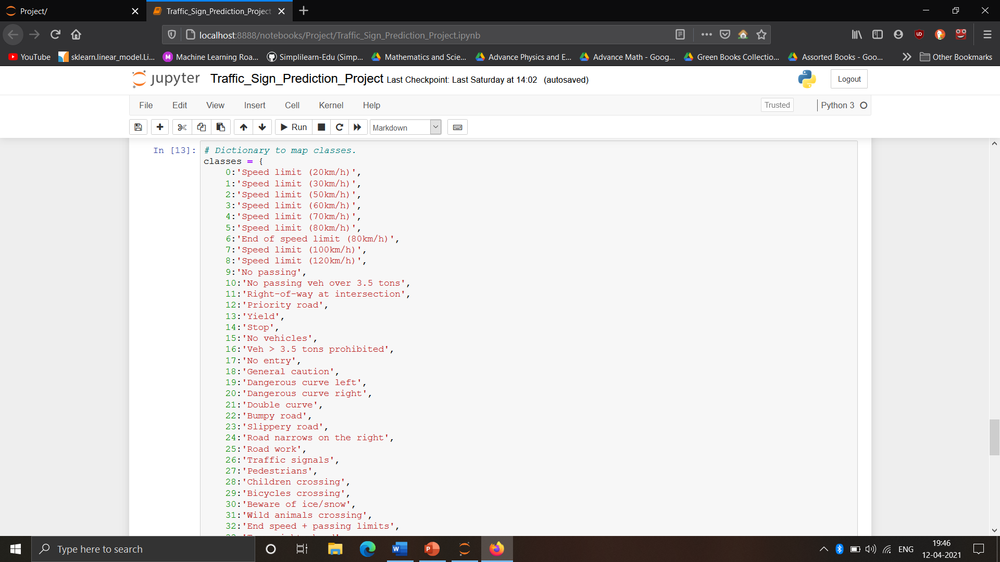 Project/
Traffic_Sign_Prediction_Project
localhost:8888/notebooks/Project/Traffic_Sign_Prediction_Project.ipynb
YouTube sklearn.linear_model.Li... Machine Learning Roa... Simplilearn-Edu (Simp... Mathematics and Scie... Advance Physics and E... Advance Math - Goog... Green Books Collectio... Assorted Books - Goo... Other Bookmarks
jupyter Traffic_Sign_Prediction_Project Last Checkpoint: Last Saturday at 14:02 (autosaved) Logout
File Edit View Insert Cell Kernel Help Trusted Python 3
Run Markdown
In [13]: # Dictionary to map classes.
classes = {
0:'Speed limit (20km/h)',
1:'Speed limit (30km/h)',
2:'Speed limit (50km/h)',
3:'Speed limit (60km/h)',
4:'Speed limit (70km/h)',
5:'Speed limit (80km/h)',
6:'End of speed limit (80km/h)',
7:'Speed limit (100km/h)',
8:'Speed limit (120km/h)',
9:'No passing',
10:'No passing veh over 3.5 tons',
11:'Right-of-way at intersection',
12:'Priority road',
13:'Yield',
14:'Stop',
15:'No vehicles',
16:'Veh > 3.5 tons prohibited',
17:'No entry',
18:'General caution',
19:'Dangerous curve left',
20:'Dangerous curve right',
21:'Double curve',
22:'Bumpy road',
23:'Slippery road',
24:'Road narrows on the right',
25:'Road work',
26:'Traffic signals',
27:'Pedestrians',
28:'Children crossing',
29:'Bicycles crossing',
30:'Beware of ice/snow',
31:'Wild animals crossing',
32:'End speed + passing limits',
Type here to search
ENG
19:46
12-04-2021